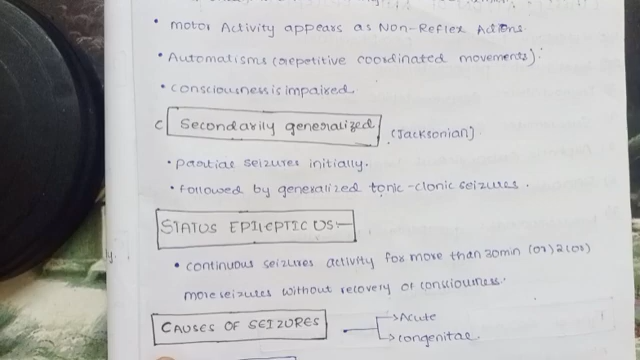 • Motor Activity appears as Non-Reflex Actions.
• Automatisms (repetitive coordinated movements).
• consciousness is impaired
c Secondarily generalized (Jacksonian).
• partial seizures initially.
• followed by generalized tonic-clonic seizures.
STATUS EPILEPTICUS:-
• continuous seizures activity for more than 30min (or) 2 (or)
more seizures without recovery of consciouness.
CAUSES OF SEIZURES → Acute
→ congenital